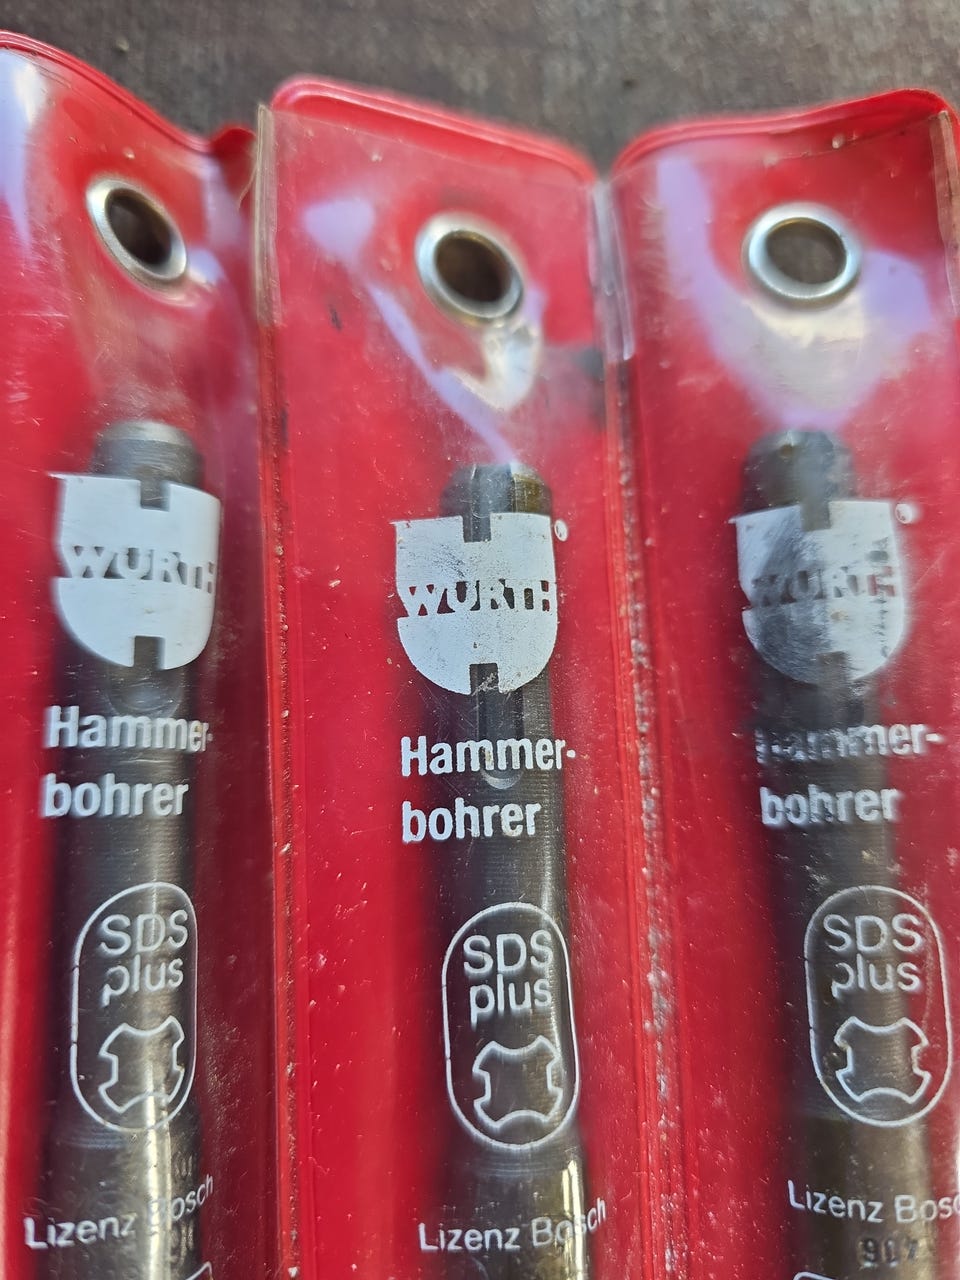 WÜRTH
Hammer-
bohrer
SDS
plus
Lizenz Bosch
WÜRTH
®
Hammer-
bohrer
SDS
plus
Lizenz Bosch
WÜRTH
®
Hammer-
bohrer
SDS
plus
Lizenz Bosc